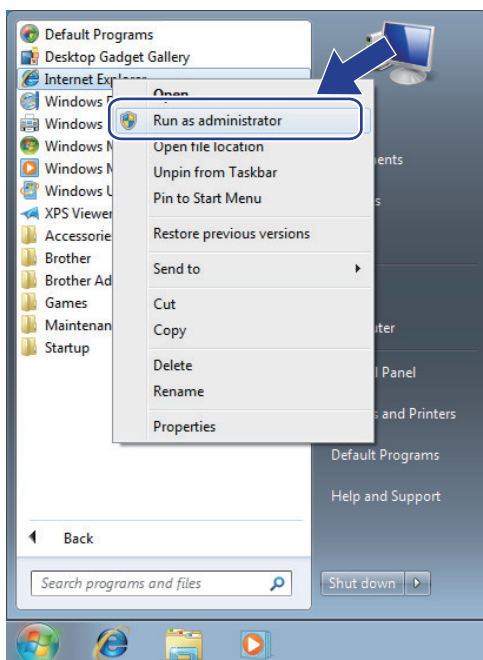 Default Programs
Desktop Gadget Gallery
Internet Explorer
Windows
Windows
Windows
Windows
Windows
XPS Viewer
Accessorie
Brother
Brother Ad
Games
Maintenan
Startup
Back
Search programs and files
Open
Run as administrator
Open file location
Unpin from Taskbar
Pin to Start Menu
Restore previous versions
Send to
Cut
Copy
Delete
Rename
Properties
ents
s
uter
l Panel
s and Printers
Default Programs
Help and Support
Shut down